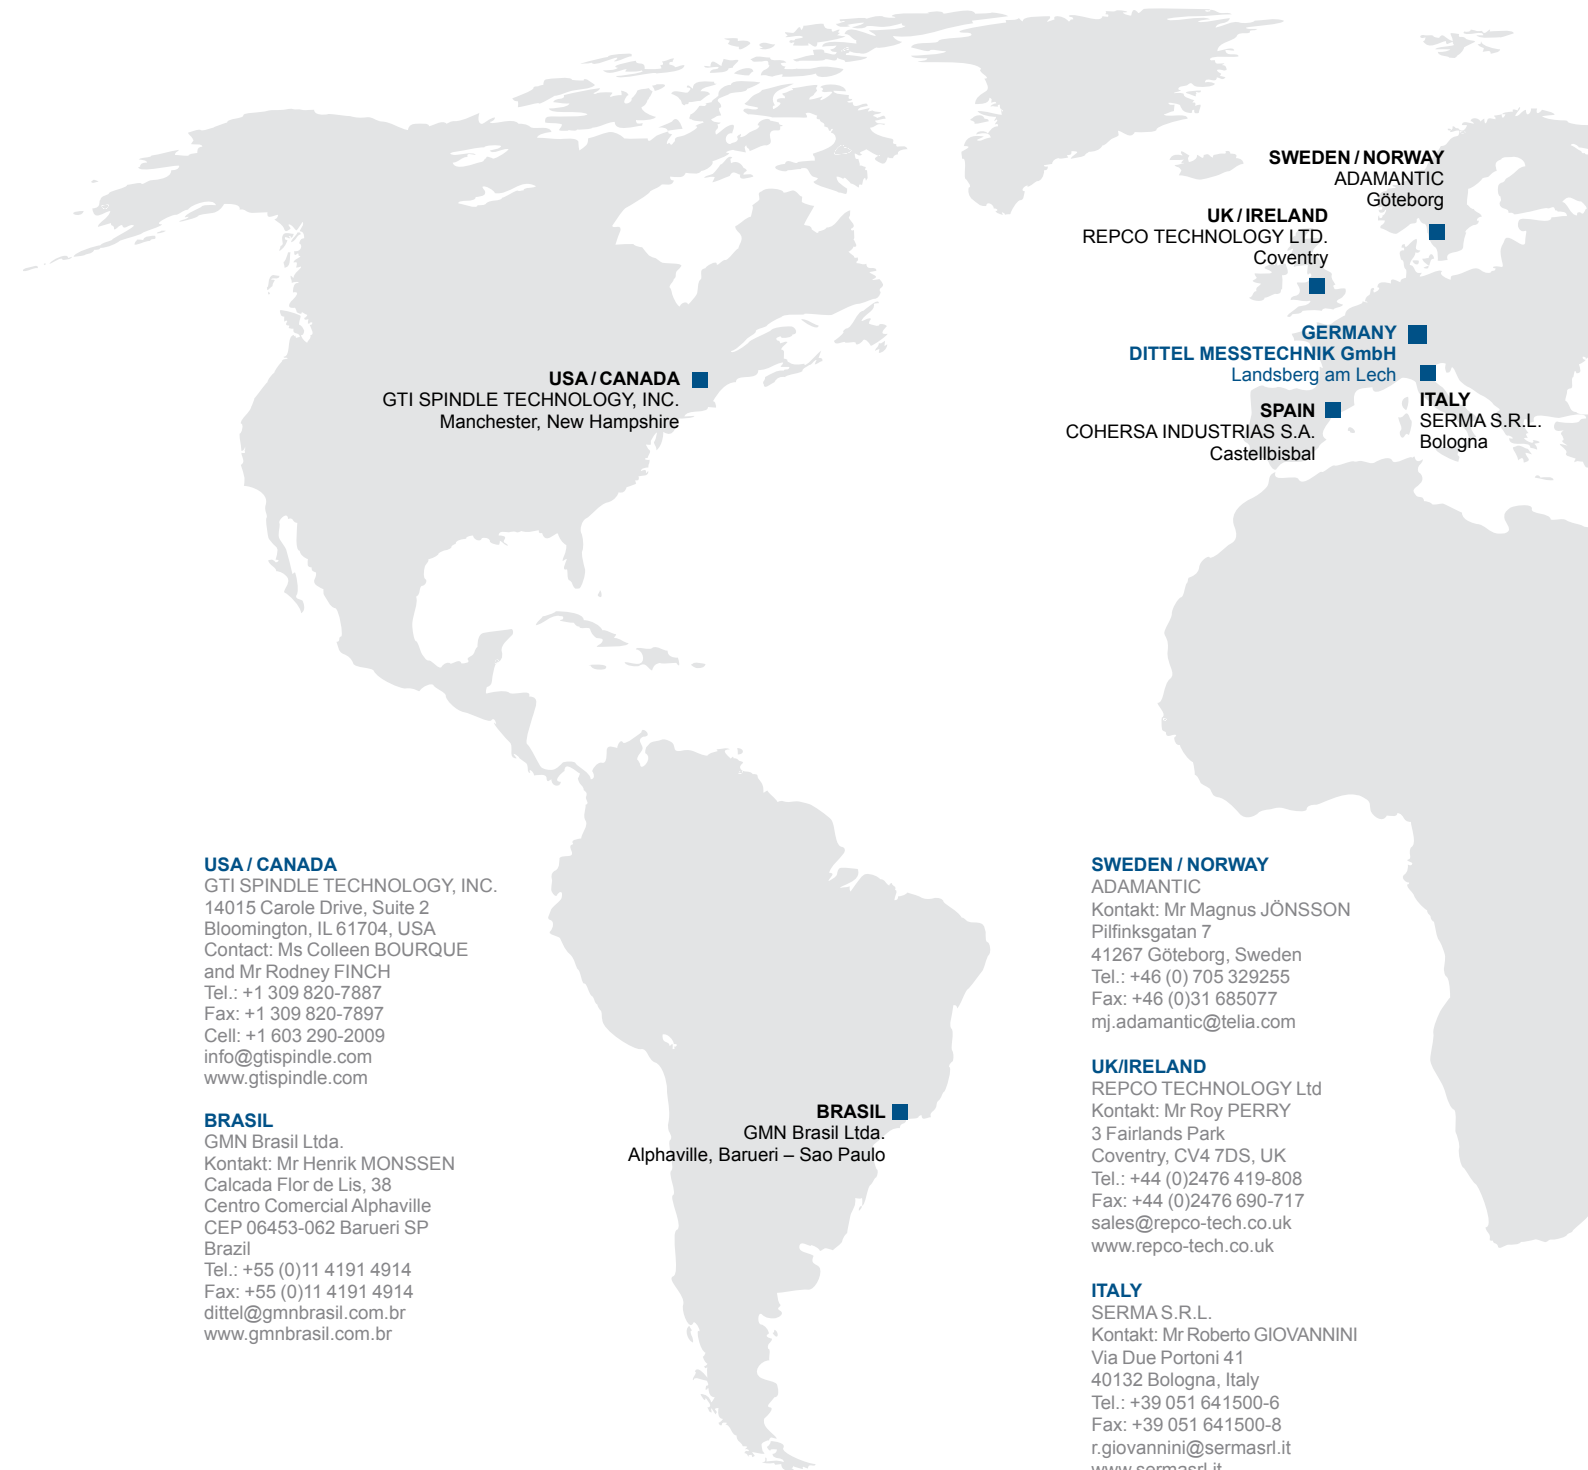 SWEDEN / NORWAY
ADAMANTIC
Göteborg
UK / IRELAND
REPCO TECHNOLOGY LTD.
Coventry
GERMANY
DITTEL MESSTECHNIK GmbH
Landsberg am Lech
USA / CANADA
GTI SPINDLE TECHNOLOGY, INC.
Manchester, New Hampshire
ITALY
SERMA S.R.L.
Bologna
SPAIN
COHERSA INDUSTRIAS S.A.
Castellbisbal
BRASIL
GMN Brasil Ltda.
Alphaville, Barueri – Sao Paulo
USA / CANADA
GTI SPINDLE TECHNOLOGY, INC.
14015 Carole Drive, Suite 2
Bloomington, IL 61704, USA
Contact: Ms Colleen BOURQUE
and Mr Rodney FINCH
Tel.: +1 309 820-7887
Fax: +1 309 820-7897
Cell: +1 603 290-2009
info@gtispindle.com
www.gtispindle.com
BRASIL
GMN Brasil Ltda.
Kontakt: Mr Henrik MONSSEN
Calcada Flor de Lis, 38
Centro Comercial Alphaville
CEP 06453-062 Barueri SP
Brazil
Tel.: +55 (0)11 4191 4914
Fax: +55 (0)11 4191 4914
dittel@gmnbrasil.com.br
www.gmnbrasil.com.br
SWEDEN / NORWAY
ADAMANTIC
Kontakt: Mr Magnus JÖNSSON
Pilfinksgatan 7
41267 Göteborg, Sweden
Tel.: +46 (0) 705 329255
Fax: +46 (0)31 685077
mj.adamantic@telia.com
UK/IRELAND
REPCO TECHNOLOGY Ltd
Kontakt: Mr Roy PERRY
3 Fairlands Park
Coventry, CV4 7DS, UK
Tel.: +44 (0)2476 419-808
Fax: +44 (0)2476 690-717
sales@repco-tech.co.uk
www.repco-tech.co.uk
ITALY
SERMA S.R.L.
Kontakt: Mr Roberto GIOVANNINI
Via Due Portoni 41
40132 Bologna, Italy
Tel.: +39 051 641500-6
Fax: +39 051 641500-8
r.giovannini@sermasrl.it
www.sermasrl.it